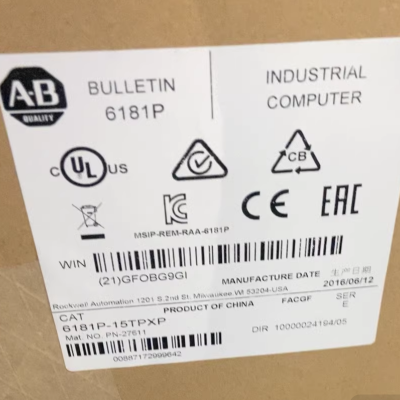 A-B
QUALITY
BULLETIN
6181P
INDUSTRIAL
COMPUTER
C UL US
CB
MSIP-REM-RAA-6181P
CE
EAC
WIN
(21)GFOBG9GI
MANUFACTURE DATE 生产日期
2016/06/12
Rockwell Automation 1201 S.2nd St. Milwaukee WI 53204-USA
CAT
6181P-15TPXP
PRODUCT OF CHINA
FACGF
SER
E
Mat. NO. PN-27611
DIR 10000024194/05
00887172999642